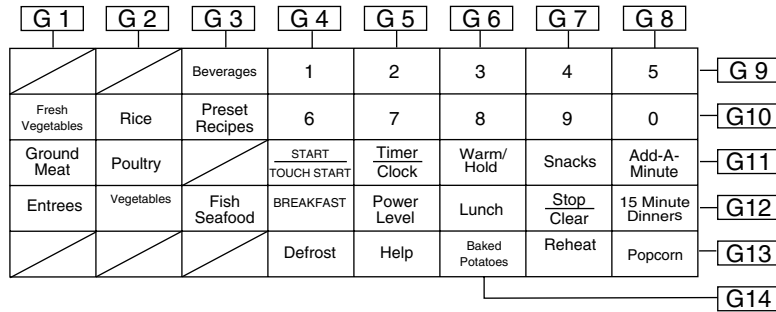 G 1 G 2 G 3 G 4 G 5 G 6 G 7 G 8
Beverages 1 2 3 4 5 G 9
Fresh Vegetables Rice Preset Recipes 6 7 8 9 0 G10
Ground Meat Poultry START TOUCH START Timer Clock Warm/ Hold Snacks Add-A- Minute G11
Entrees Vegetables Fish Seafood BREAKFAST Power Level Lunch Stop Clear 15 Minute Dinners G12
Defrost Help Baked Potatoes Reheat Popcorn G13
G14